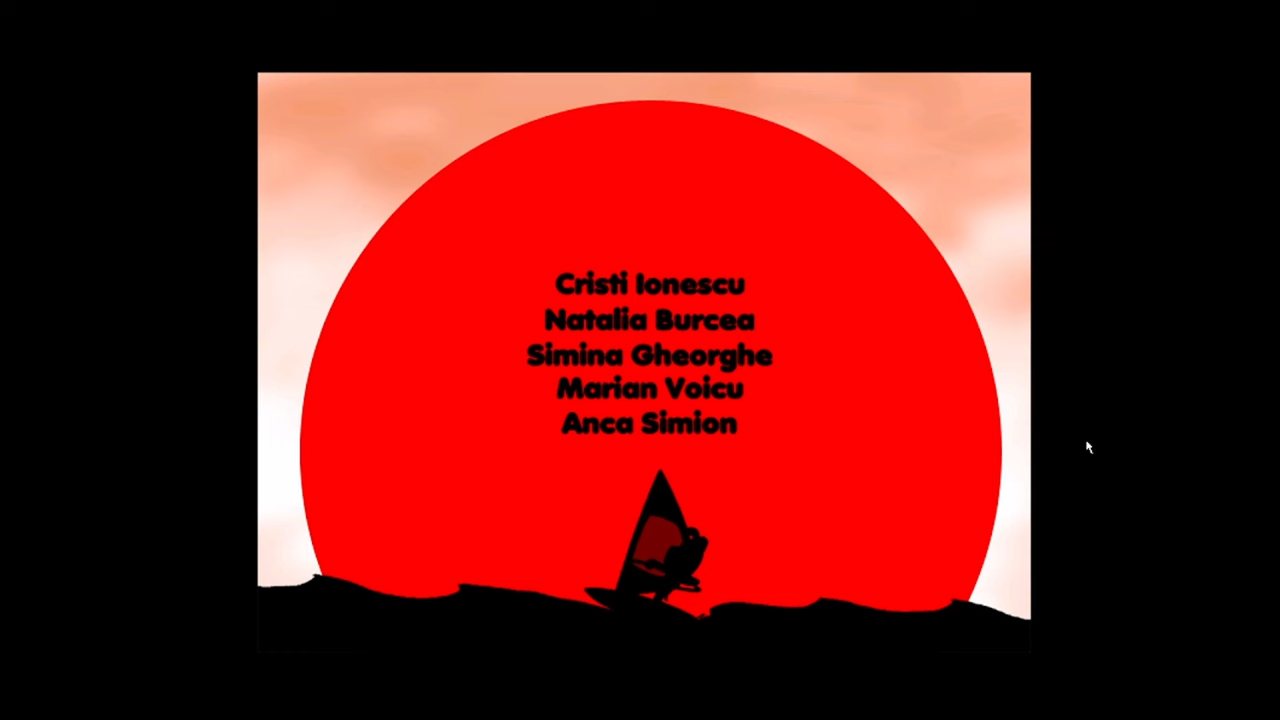 Cristi Ionescu
Natalia Burcea
Simina Gheorghe
Marian Voicu
Anca Simion